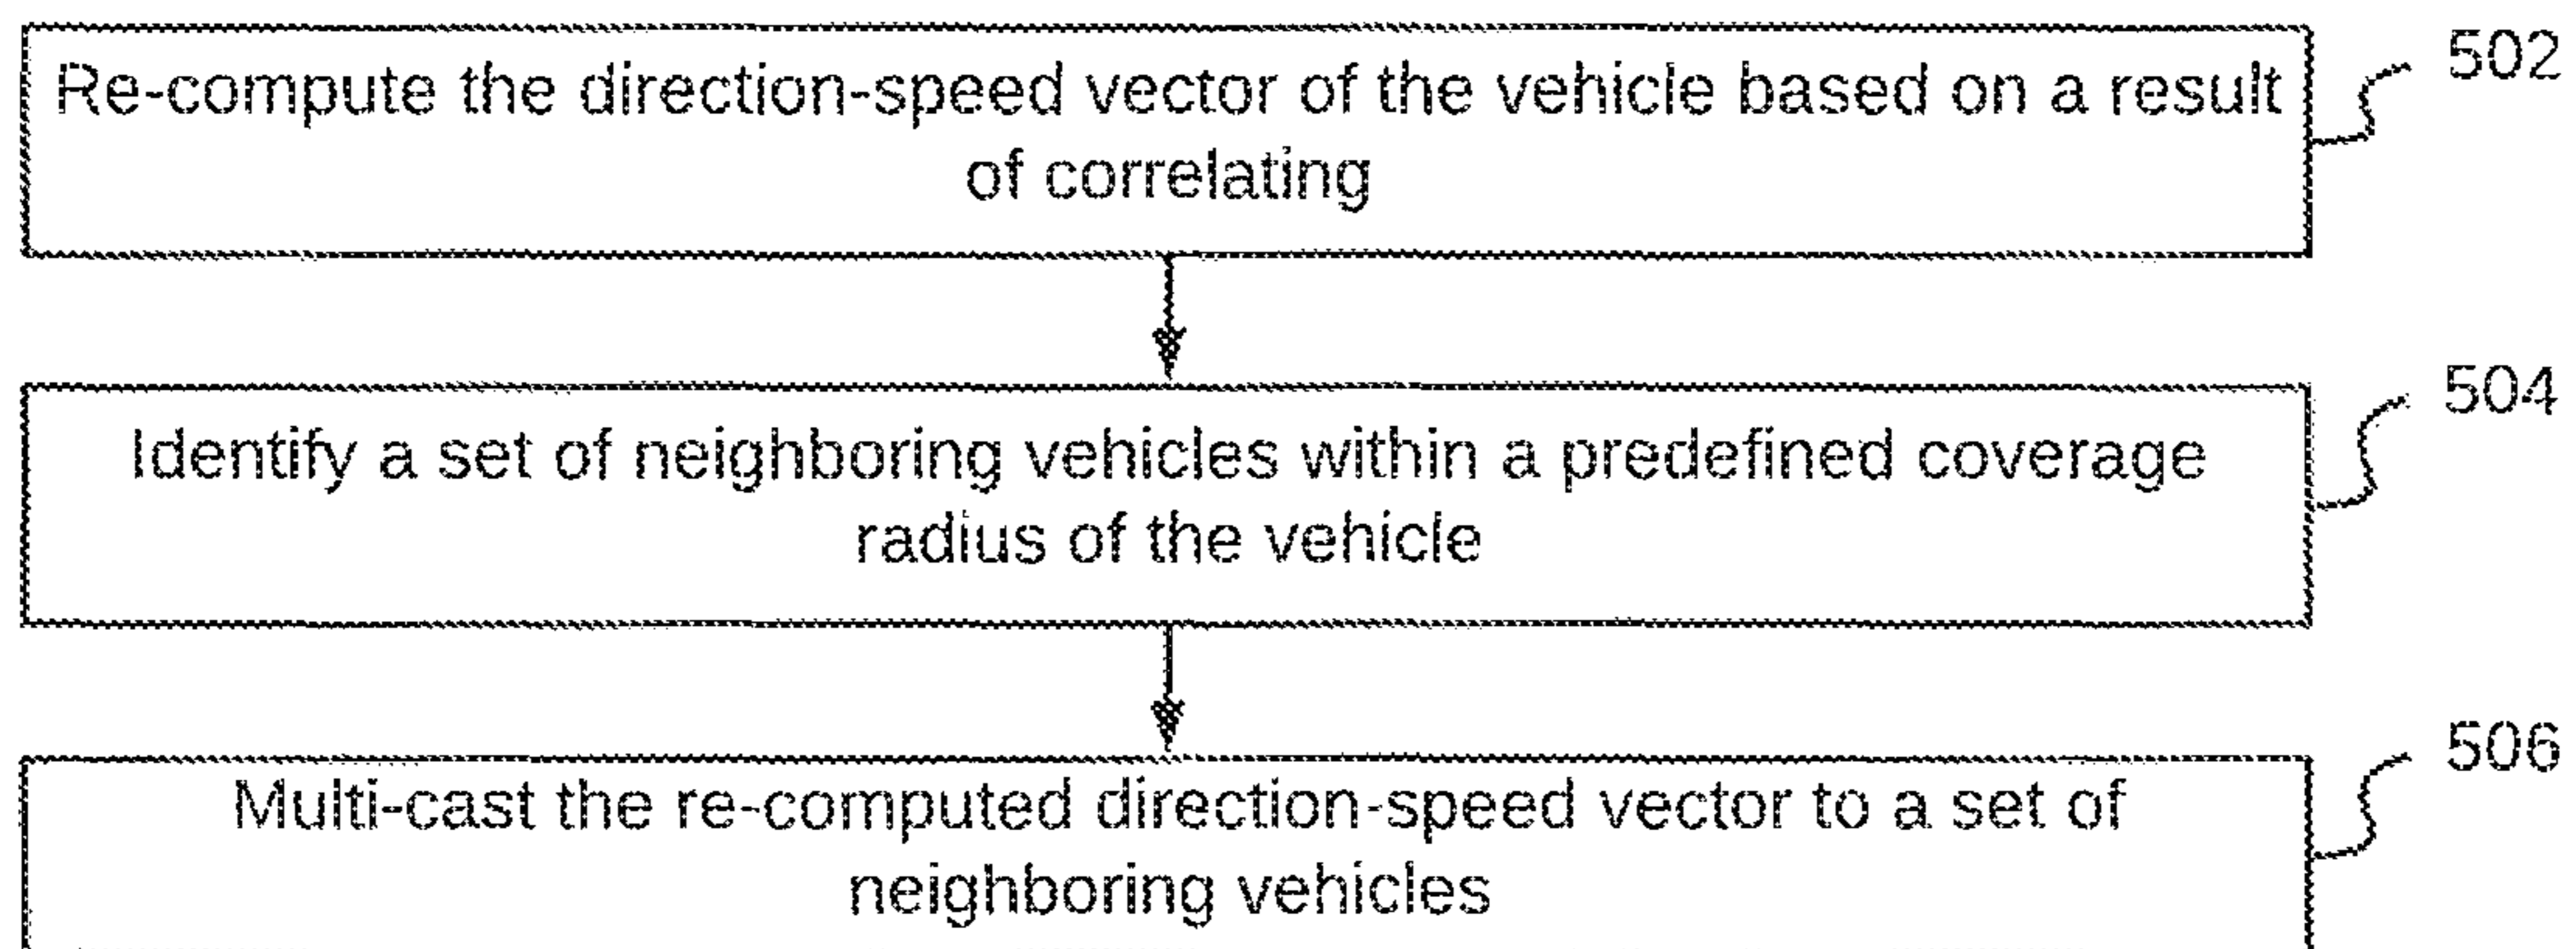 Re-compute the direction-speed vector of the vehicle based on a result
of correlating
502
Identify a set of neighboring vehicles within a predefined coverage
radius of the vehicle
504
Multi-cast the re-computed direction-speed vector to a set of
neighboring vehicles
506